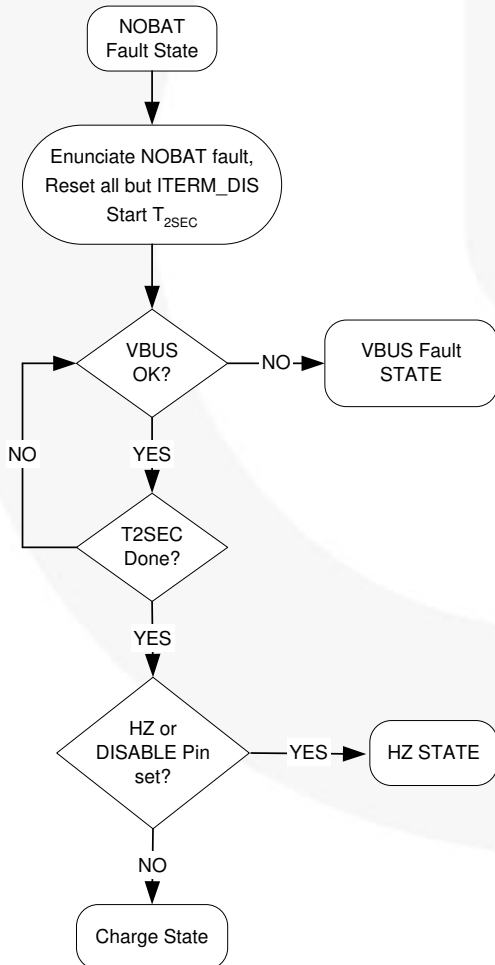 NOBAT
Fault State
Enunciate NOBAT fault,
Reset all but ITERM_DIS
Start T2SEC
VBUS
OK?
NO
VBUS Fault
STATE
NO
YES
T2SEC
Done?
YES
HZ or
DISABLE Pin
set?
YES
HZ STATE
NO
Charge State